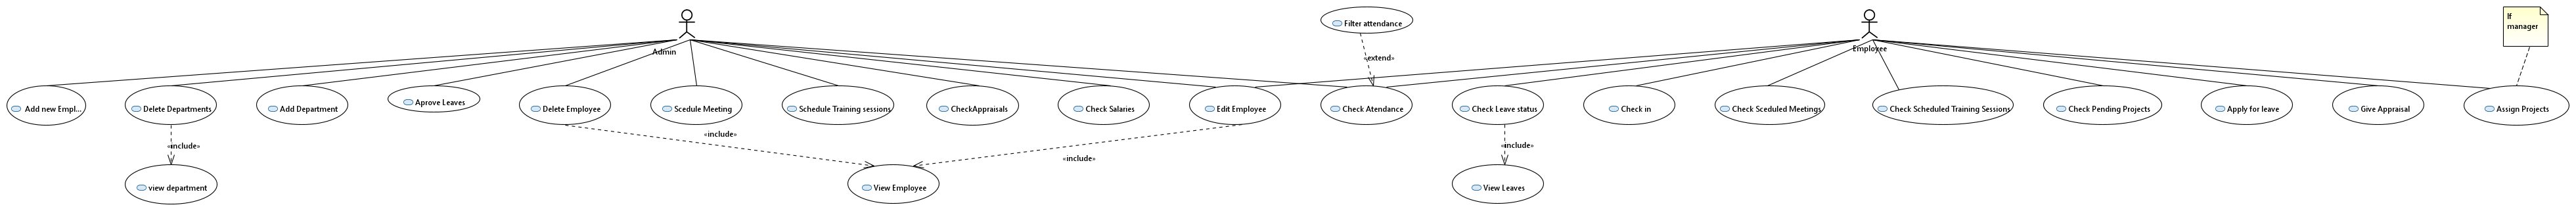 If
manager
Filter attendance
Admin
Employee
«extend»
Add new Empl...
Delete Departments
Add Department
Aprove Leaves
Delete Employee
Scedule Meeting
Schedule Training sessions
CheckAppraisals
Check Salaries
Edit Employee
Check Atendance
Check Leave status
Check in
Check Sceduled Meetings
Check Scheduled Training Sessions
Check Pending Projects
Apply for leave
Give Appraisal
Assign Projects
«include»
«include»
«include»
«include»
view department
View Employee
View Leaves